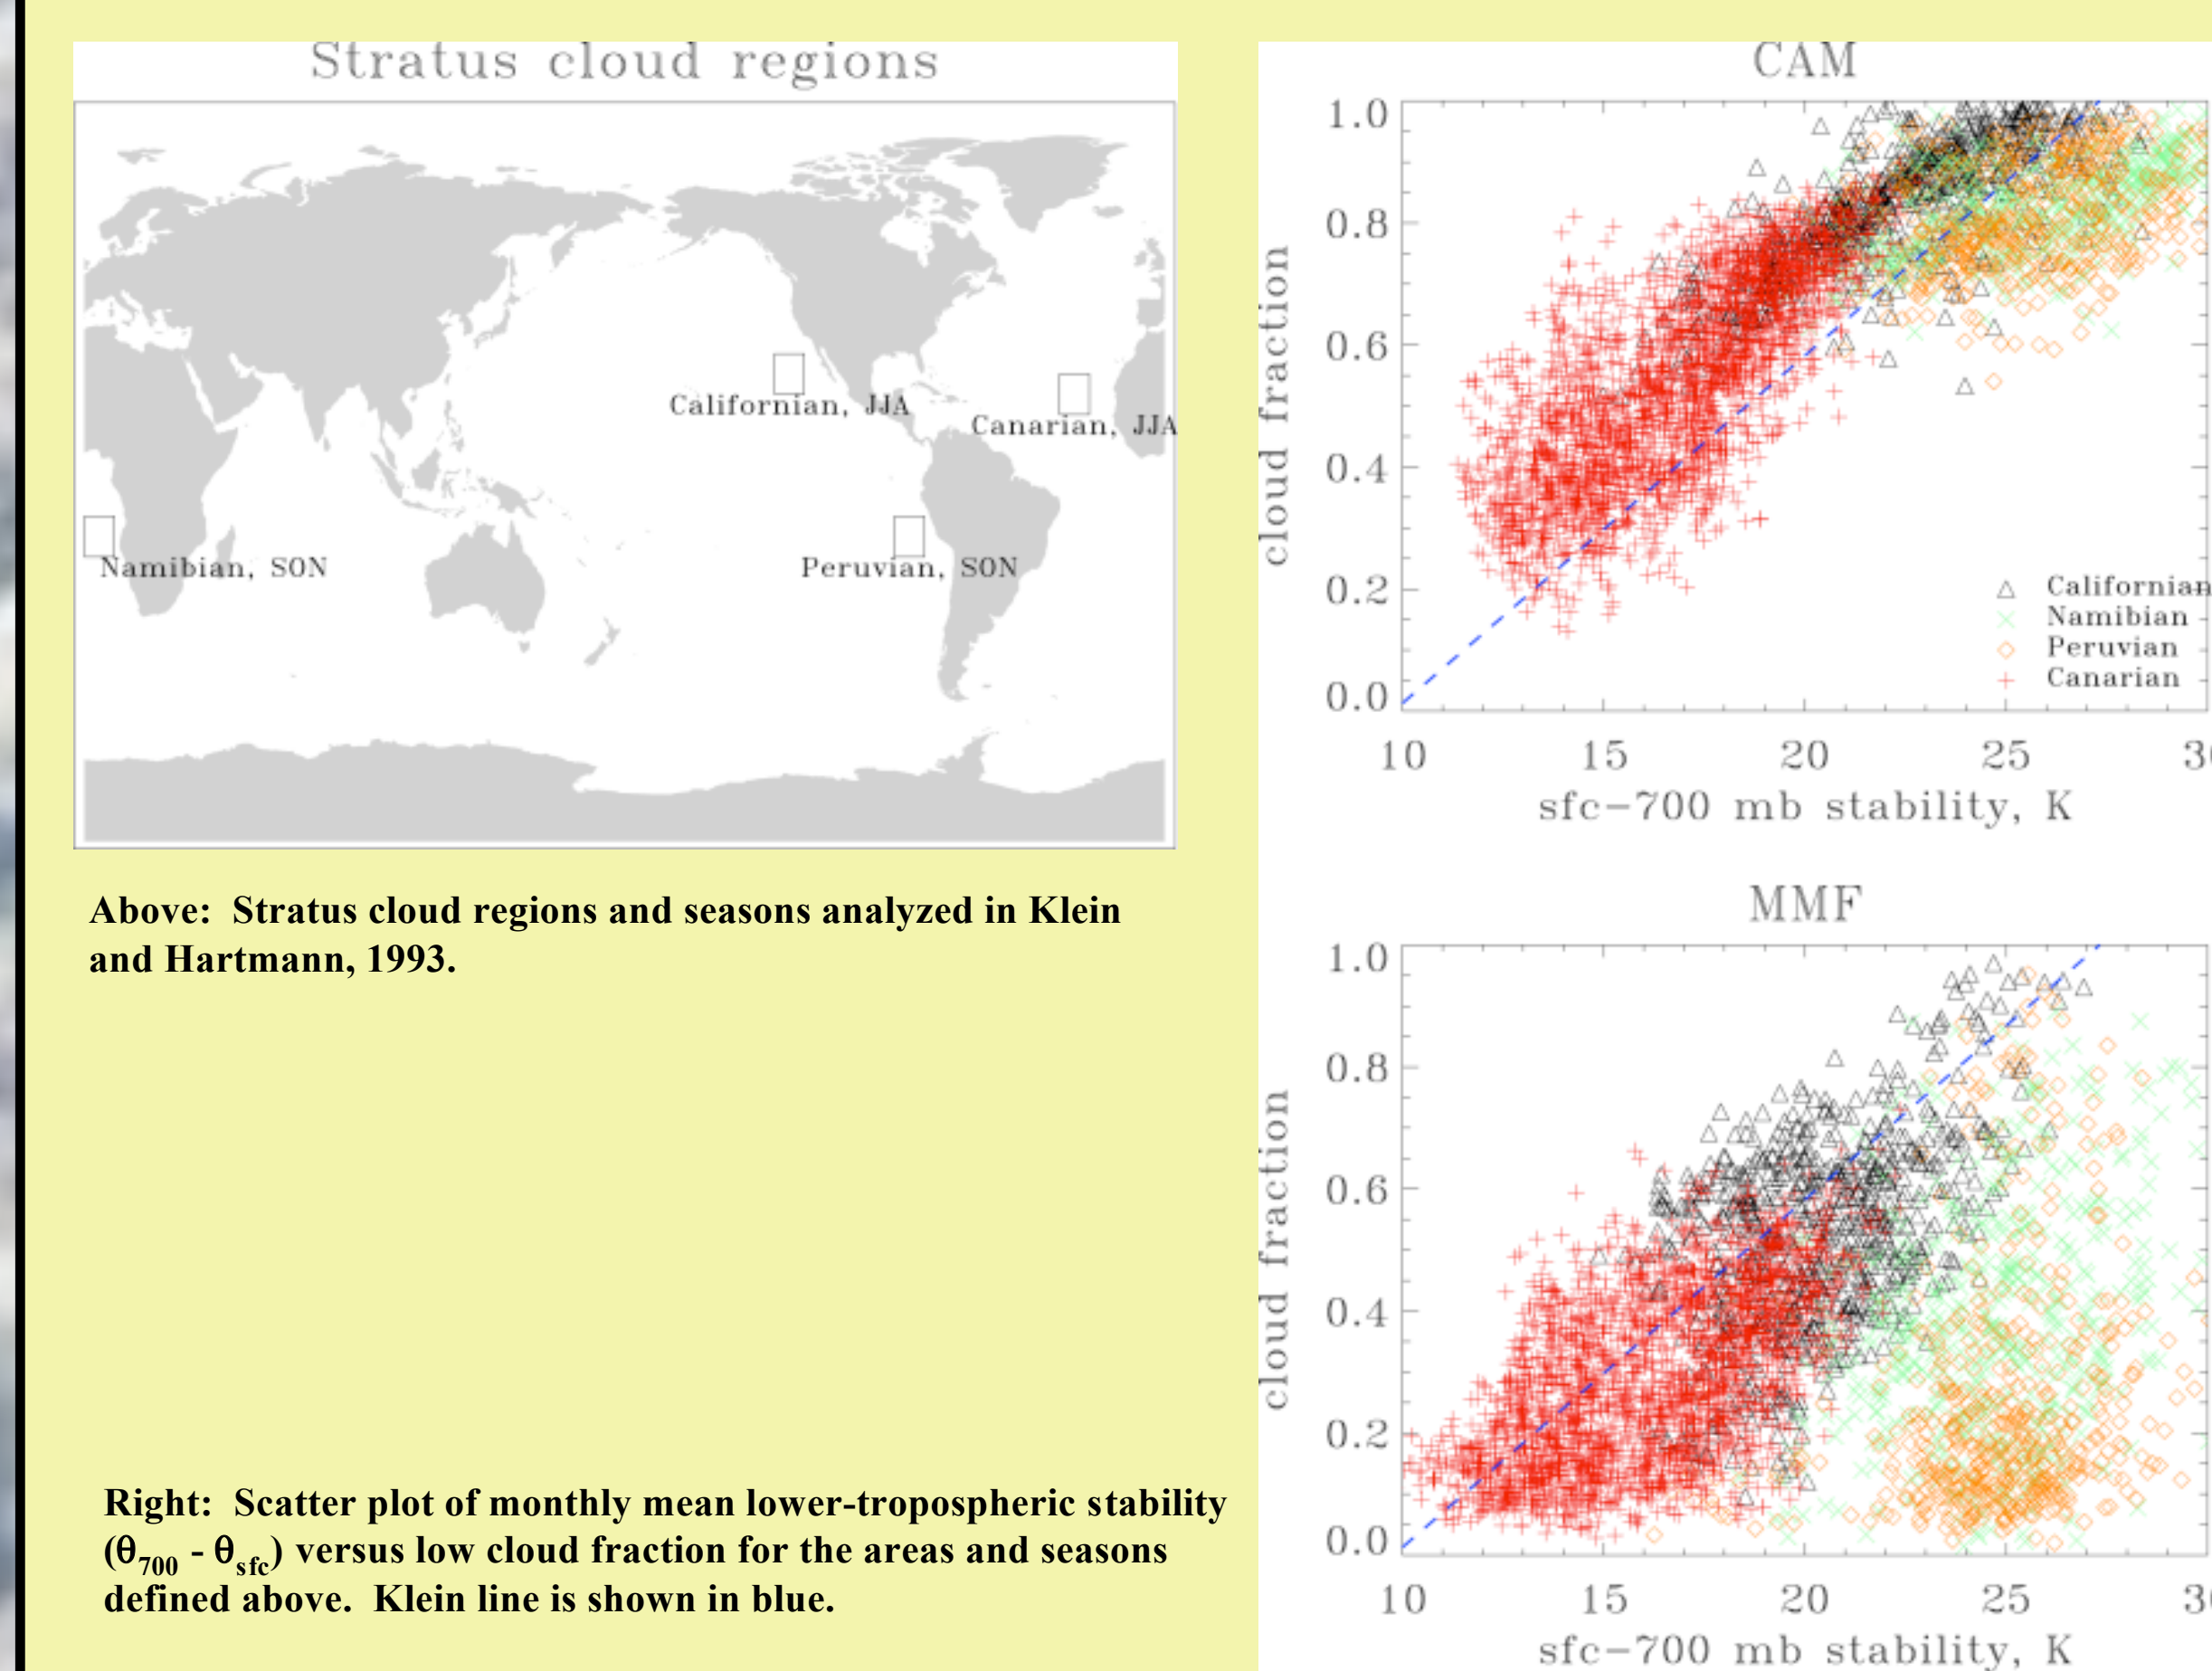 Stratus cloud regions
Californian, JJA
Canarian, JJA
Namibian, SON
Peruvian, SON
Above: Stratus cloud regions and seasons analyzed in Klein
and Hartmann, 1993.
Right: Scatter plot of monthly mean lower-tropospheric stability
(θ700 - θsfc) versus low cloud fraction for the areas and seasons
defined above. Klein line is shown in blue.
CAM
cloud fraction
1.0
0.8
0.6
0.4
0.2
0.0
Californian
Namibian
Peruvian
Canarian
10 15 20 25
sfc-700 mb stability, K
MMF
cloud fraction
1.0
0.8
0.6
0.4
0.2
0.0
10 15 20 25
sfc-700 mb stability, K